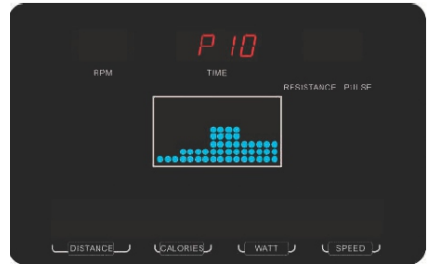 P 10
RPM TIME
RESISTANCE PULSE
DISTANCE CALORIES WATT SPEED